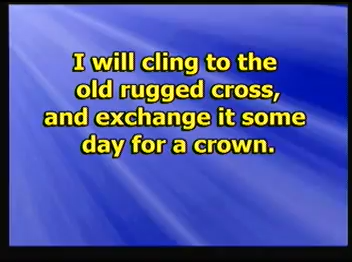 I will cling to the
old rugged cross,
and exchange it some
day for a crown.